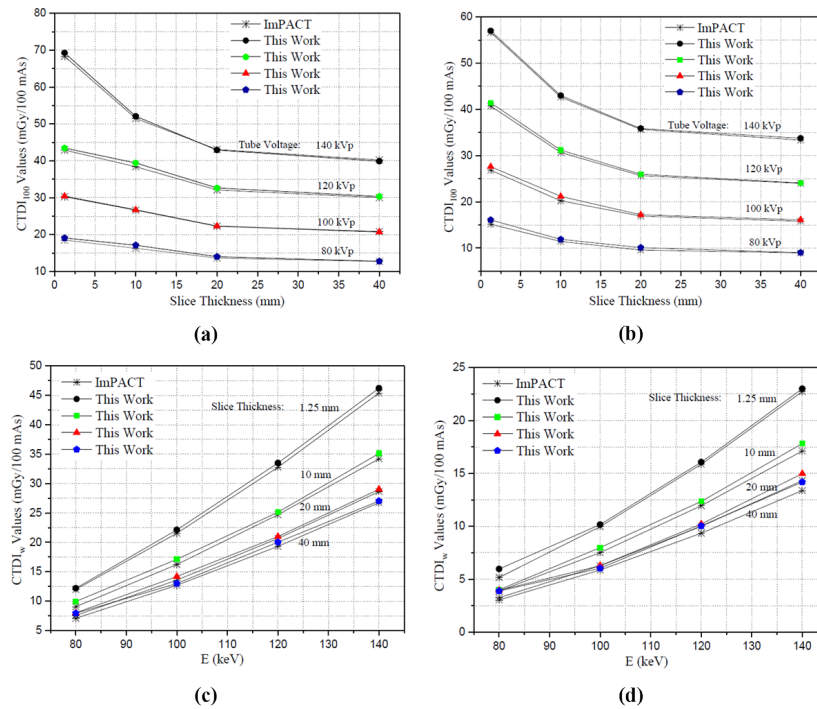 80
70
60
50
40
30
20
10
CTDI100 Values (mGy/100 mAs)
ImPACT
This Work
This Work
This Work
This Work
Tube Voltage: 140 kVp
120 kVp
100 kVp
80 kVp
0 5 10 15 20 25 30 35 40
Slice Thickness (mm)
(a)
60
50
40
30
20
10
CTDI100 Values (mGy/100 mAs)
ImPACT
This Work
This Work
This Work
This Work
Tube Voltage: 140 kVp
120 kVp
100 kVp
80 kVp
0 5 10 15 20 25 30 35 40
Slice Thickness (mm)
(b)
50
45
40
35
30
25
20
15
10
5
CTDIw Values (mGy/100 mAs)
ImPACT
This Work
This Work
This Work
This Work
Slice Thickness: 1.25 mm
10 mm
20 mm
40 mm
80 90 100 110 120 130 140
E (keV)
(c)
25
20
15
10
5
0
CTDIw Values (mGy/100 mAs)
ImPACT
This Work
This Work
This Work
This Work
Slice Thickness: 1.25 mm
10 mm
20 mm
40 mm
80 90 100 110 120 130 140
E (keV)
(d)